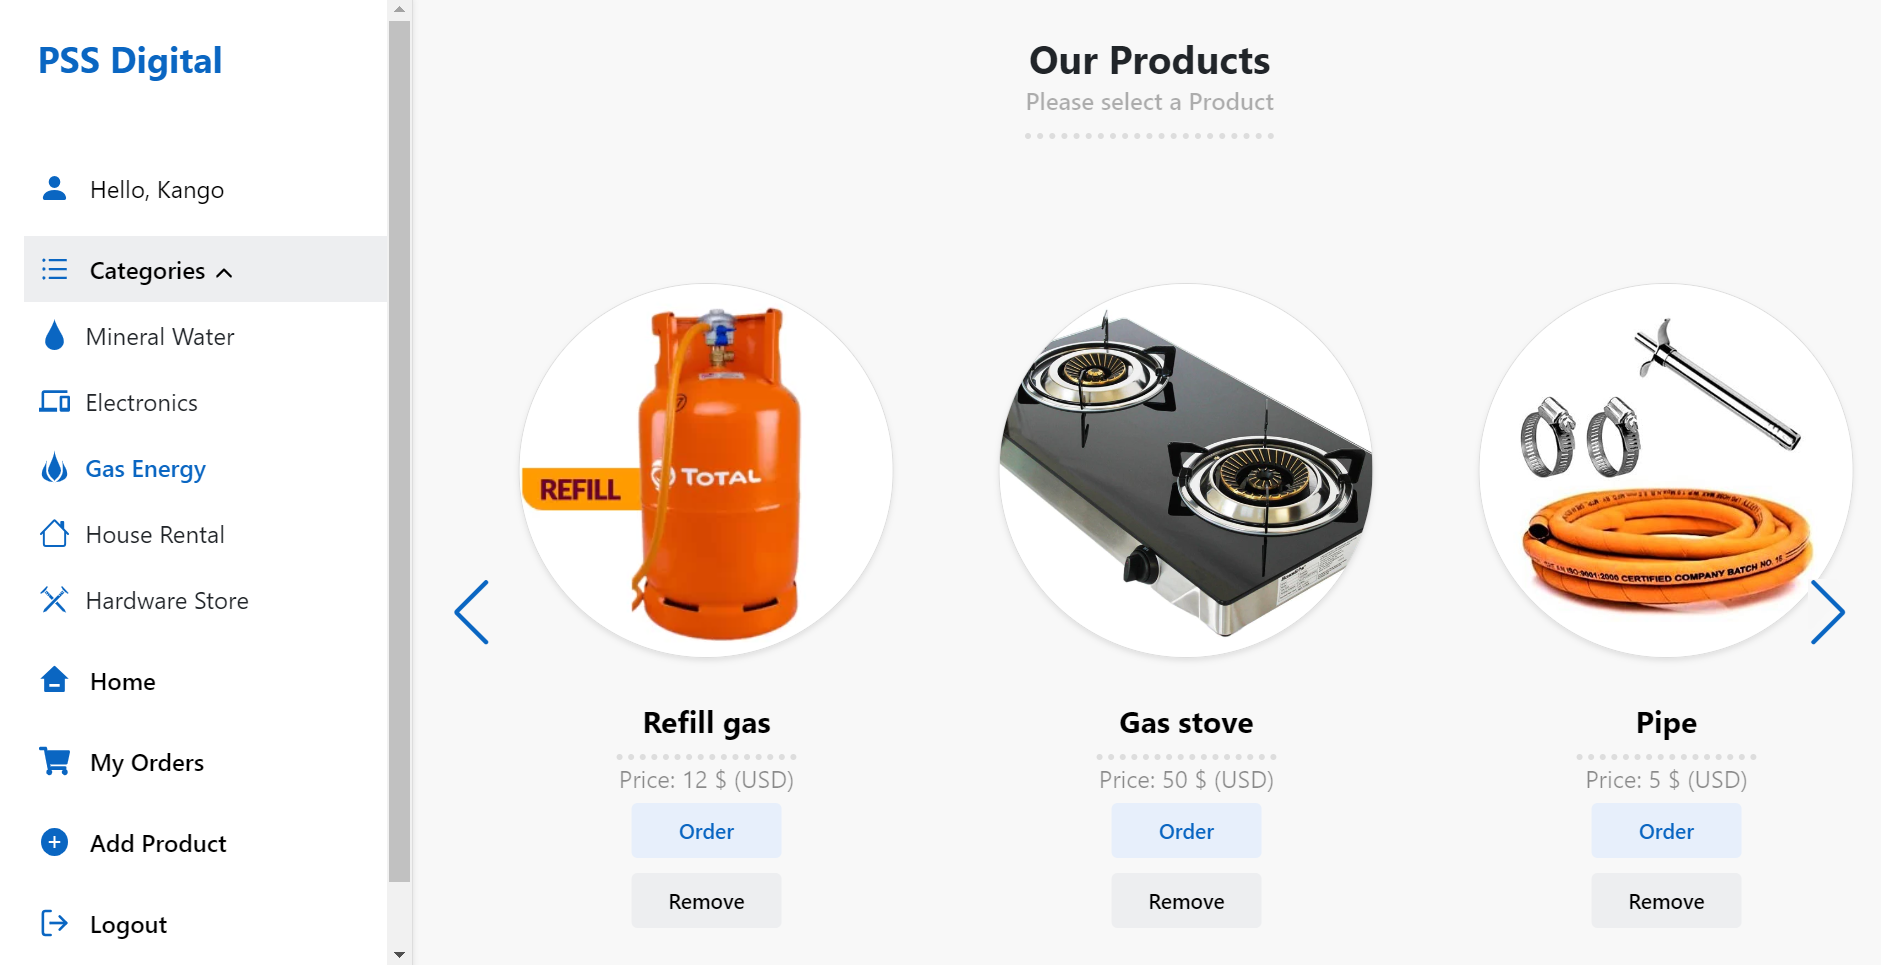 PSS Digital
Hello, Kango
Categories
Mineral Water
Electronics
Gas Energy
House Rental
Hardware Store
Home
My Orders
Add Product
Logout
Our Products
Please select a Product
REFILL
TOTAL
ISO-9001:2000 CERTIFIED COMPANY BATCH NO. 15
Refill gas
Price: 12 $ (USD)
Order
Remove
Gas stove
Price: 50 $ (USD)
Order
Remove
Pipe
Price: 5 $ (USD)
Order
Remove